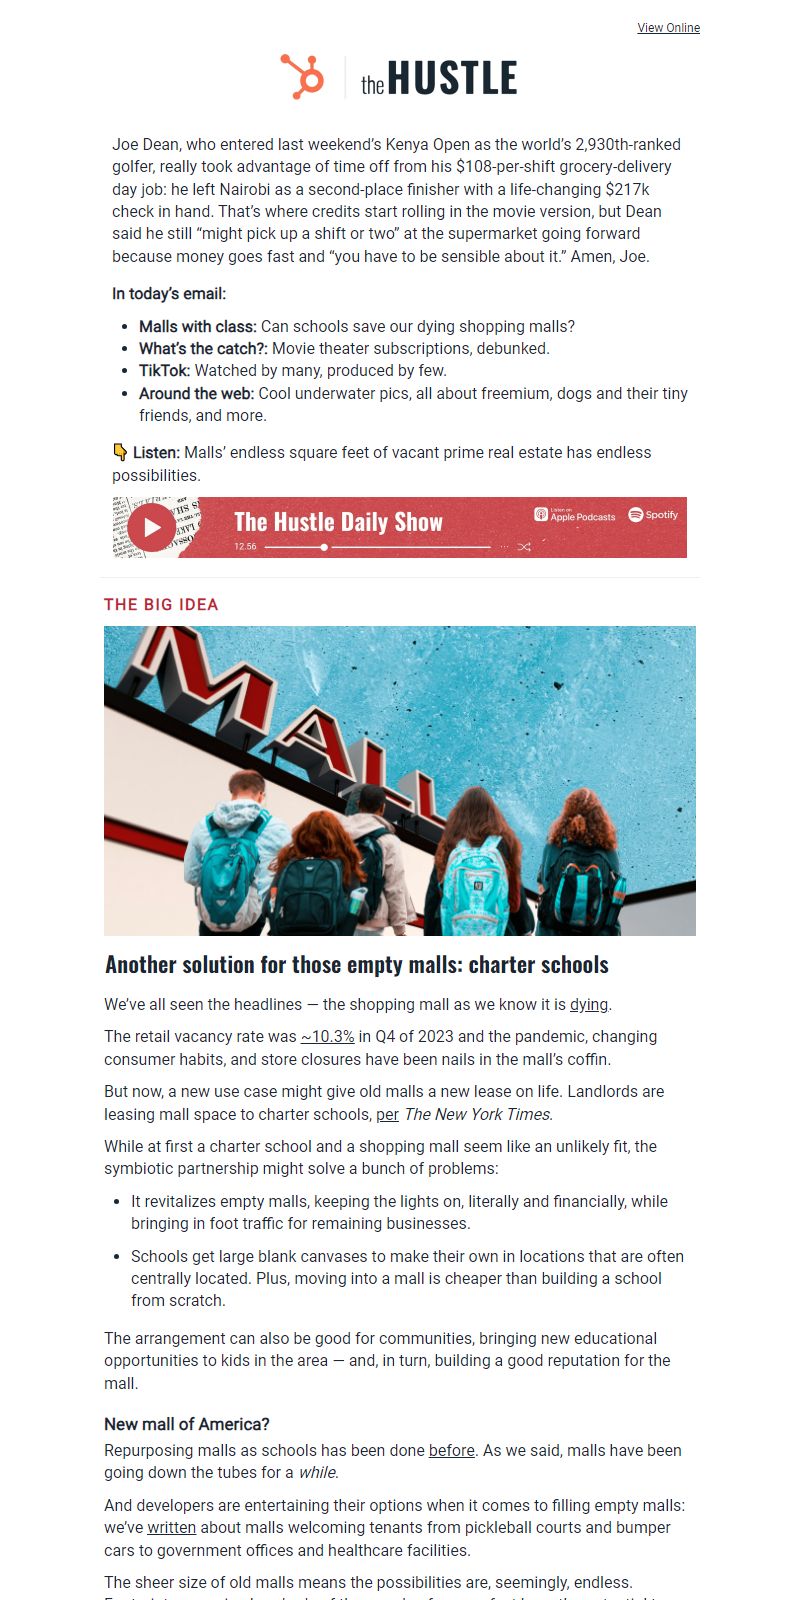 View Online
the HUSTLE
Joe Dean, who entered last weekend’s Kenya Open as the world’s 2,930th-ranked
golfer, really took advantage of time off from his $108-per-shift grocery-delivery
day job: he left Nairobi as a second-place finisher with a life-changing $217k
check in hand. That’s where credits start rolling in the movie version, but Dean
said he still “might pick up a shift or two” at the supermarket going forward
because money goes fast and “you have to be sensible about it.” Amen, Joe.
In today’s email:
• Malls with class: Can schools save our dying shopping malls?
• What’s the catch?: Movie theater subscriptions, debunked.
• TikTok: Watched by many, produced by few.
• Around the web: Cool underwater pics, all about freemium, dogs and their tiny
friends, and more.
👇 Listen: Malls’ endless square feet of vacant prime real estate has endless
possibilities.
The Hustle Daily Show
Listen on
Apple Podcasts
Spotify
12.56
THE BIG IDEA
MALL
Another solution for those empty malls: charter schools
We’ve all seen the headlines — the shopping mall as we know it is dying.
The retail vacancy rate was ~10.3% in Q4 of 2023 and the pandemic, changing
consumer habits, and store closures have been nails in the mall’s coffin.
But now, a new use case might give old malls a new lease on life. Landlords are
leasing mall space to charter schools, per The New York Times.
While at first a charter school and a shopping mall seem like an unlikely fit, the
symbiotic partnership might solve a bunch of problems:
• It revitalizes empty malls, keeping the lights on, literally and financially, while
bringing in foot traffic for remaining businesses.
• Schools get large blank canvases to make their own in locations that are often
centrally located. Plus, moving into a mall is cheaper than building a school
from scratch.
The arrangement can also be good for communities, bringing new educational
opportunities to kids in the area — and, in turn, building a good reputation for the
mall.
New mall of America?
Repurposing malls as schools has been done before. As we said, malls have been
going down the tubes for a while.
And developers are entertaining their options when it comes to filling empty malls:
we’ve written about malls welcoming tenants from pickleball courts and bumper
cars to government offices and healthcare facilities.
The sheer size of old malls means the possibilities are, seemingly, endless.